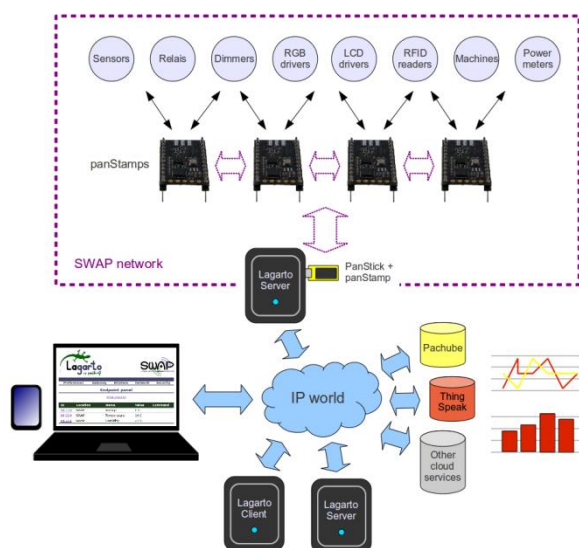 Sensors
Relais
Dimmers
RGB
drivers
LCD
drivers
RFID
readers
Machines
Power
meters
panStamps
SWAP network
Lagarto
Server
PanStick +
panStamp
Pachube
Lagarto
SWAP
IP world
Thing
Speak
Other
cloud
services
Lagarto
Client
Lagarto
Server